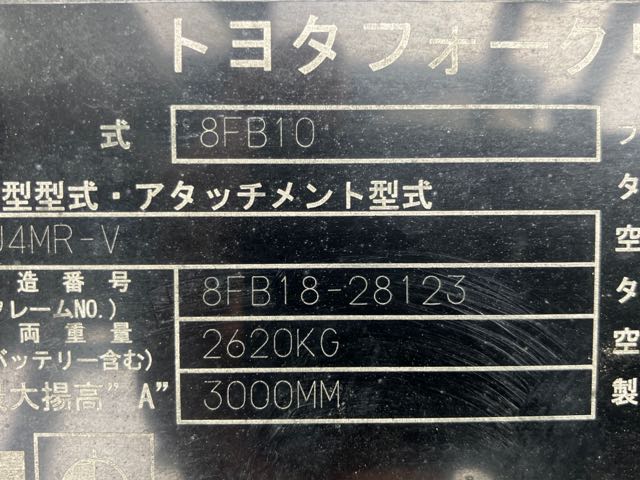 トヨタフォーク
式 8FB10
型型式・アタッチメント型式 タ
J4MR-V 空
造番号 8FB18-28123 タ
レームNO.)
両重量 2620KG 空
バッテリー含む)
大揚高"A" 3000MM 製